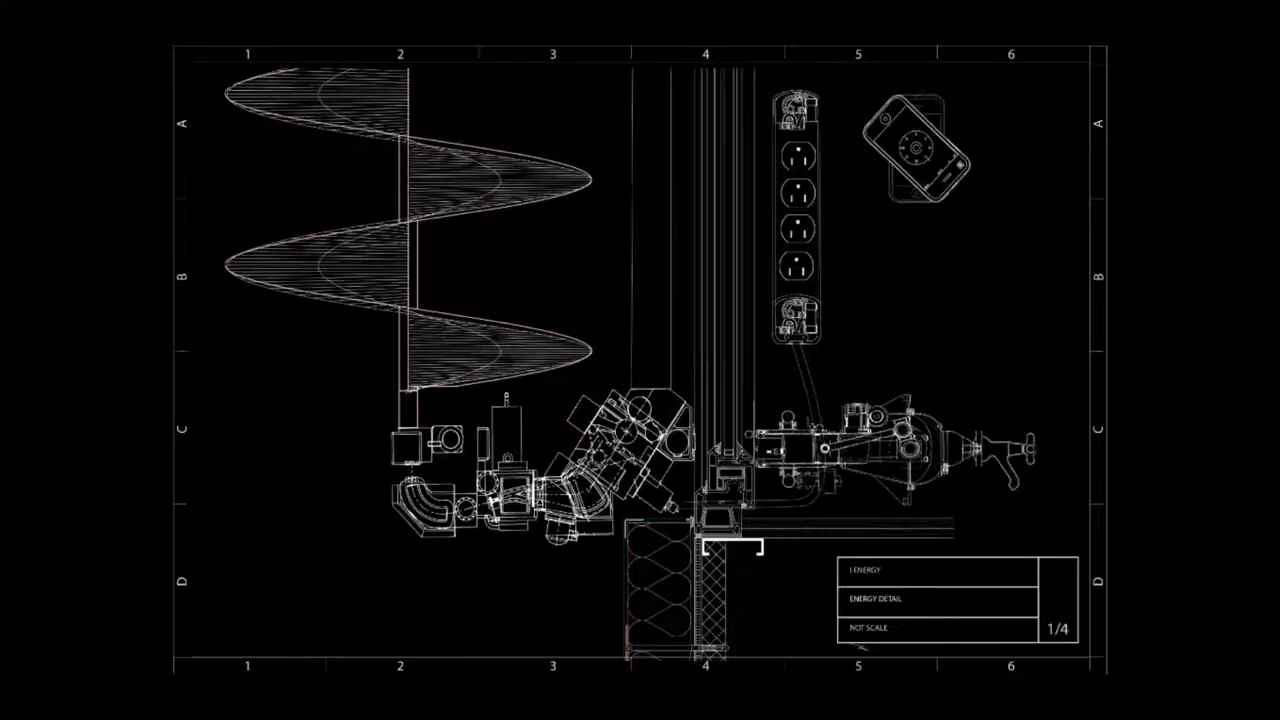 1 2 3 4 5 6
A A
B B
C C
D D
I ENERGY
ENERGY DETAIL
NOT SCALE
1/4
1 2 3 4 5 6